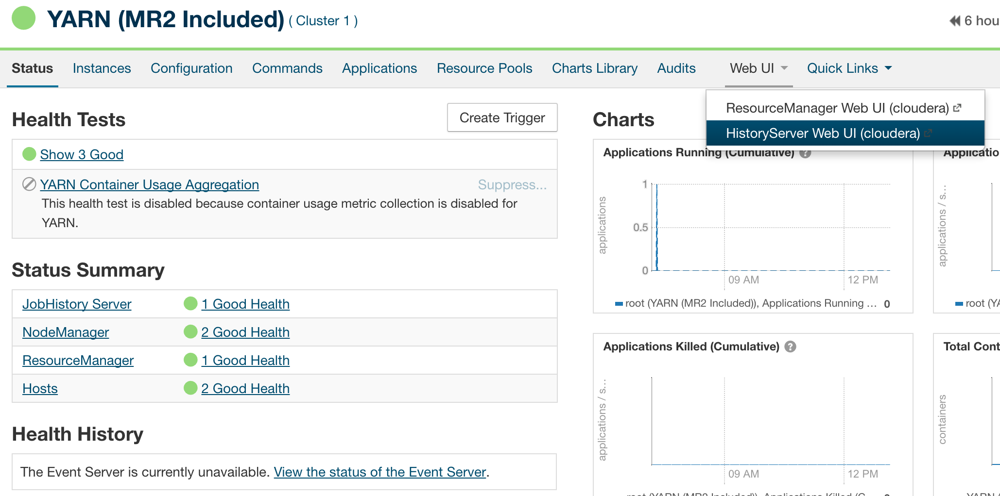 YARN (MR2 Included) ( Cluster 1 )
6 hou
Status Instances Configuration Commands Applications Resource Pools Charts Library Audits Web UI Quick Links
ResourceManager Web UI (cloudera)
HistoryServer Web UI (cloudera)
Health Tests
Create Trigger
Show 3 Good
YARN Container Usage Aggregation Suppress...
This health test is disabled because container usage metric collection is disabled for
YARN.
Status Summary
JobHistory Server 1 Good Health
NodeManager 2 Good Health
ResourceManager 1 Good Health
Hosts 2 Good Health
Health History
The Event Server is currently unavailable. View the status of the Event Server.
Charts
Applications Running (Cumulative)
applications
1
0.5
0
09 AM 12 PM
root (YARN (MR2 Included)), Applications Running … 0
Applicatio
applications / s…
root (YA
Applications Killed (Cumulative)
applications / s…
09 AM 12 PM
root (YARN (MR2 Included)), Applications Killed (C…
Total Cont
containers